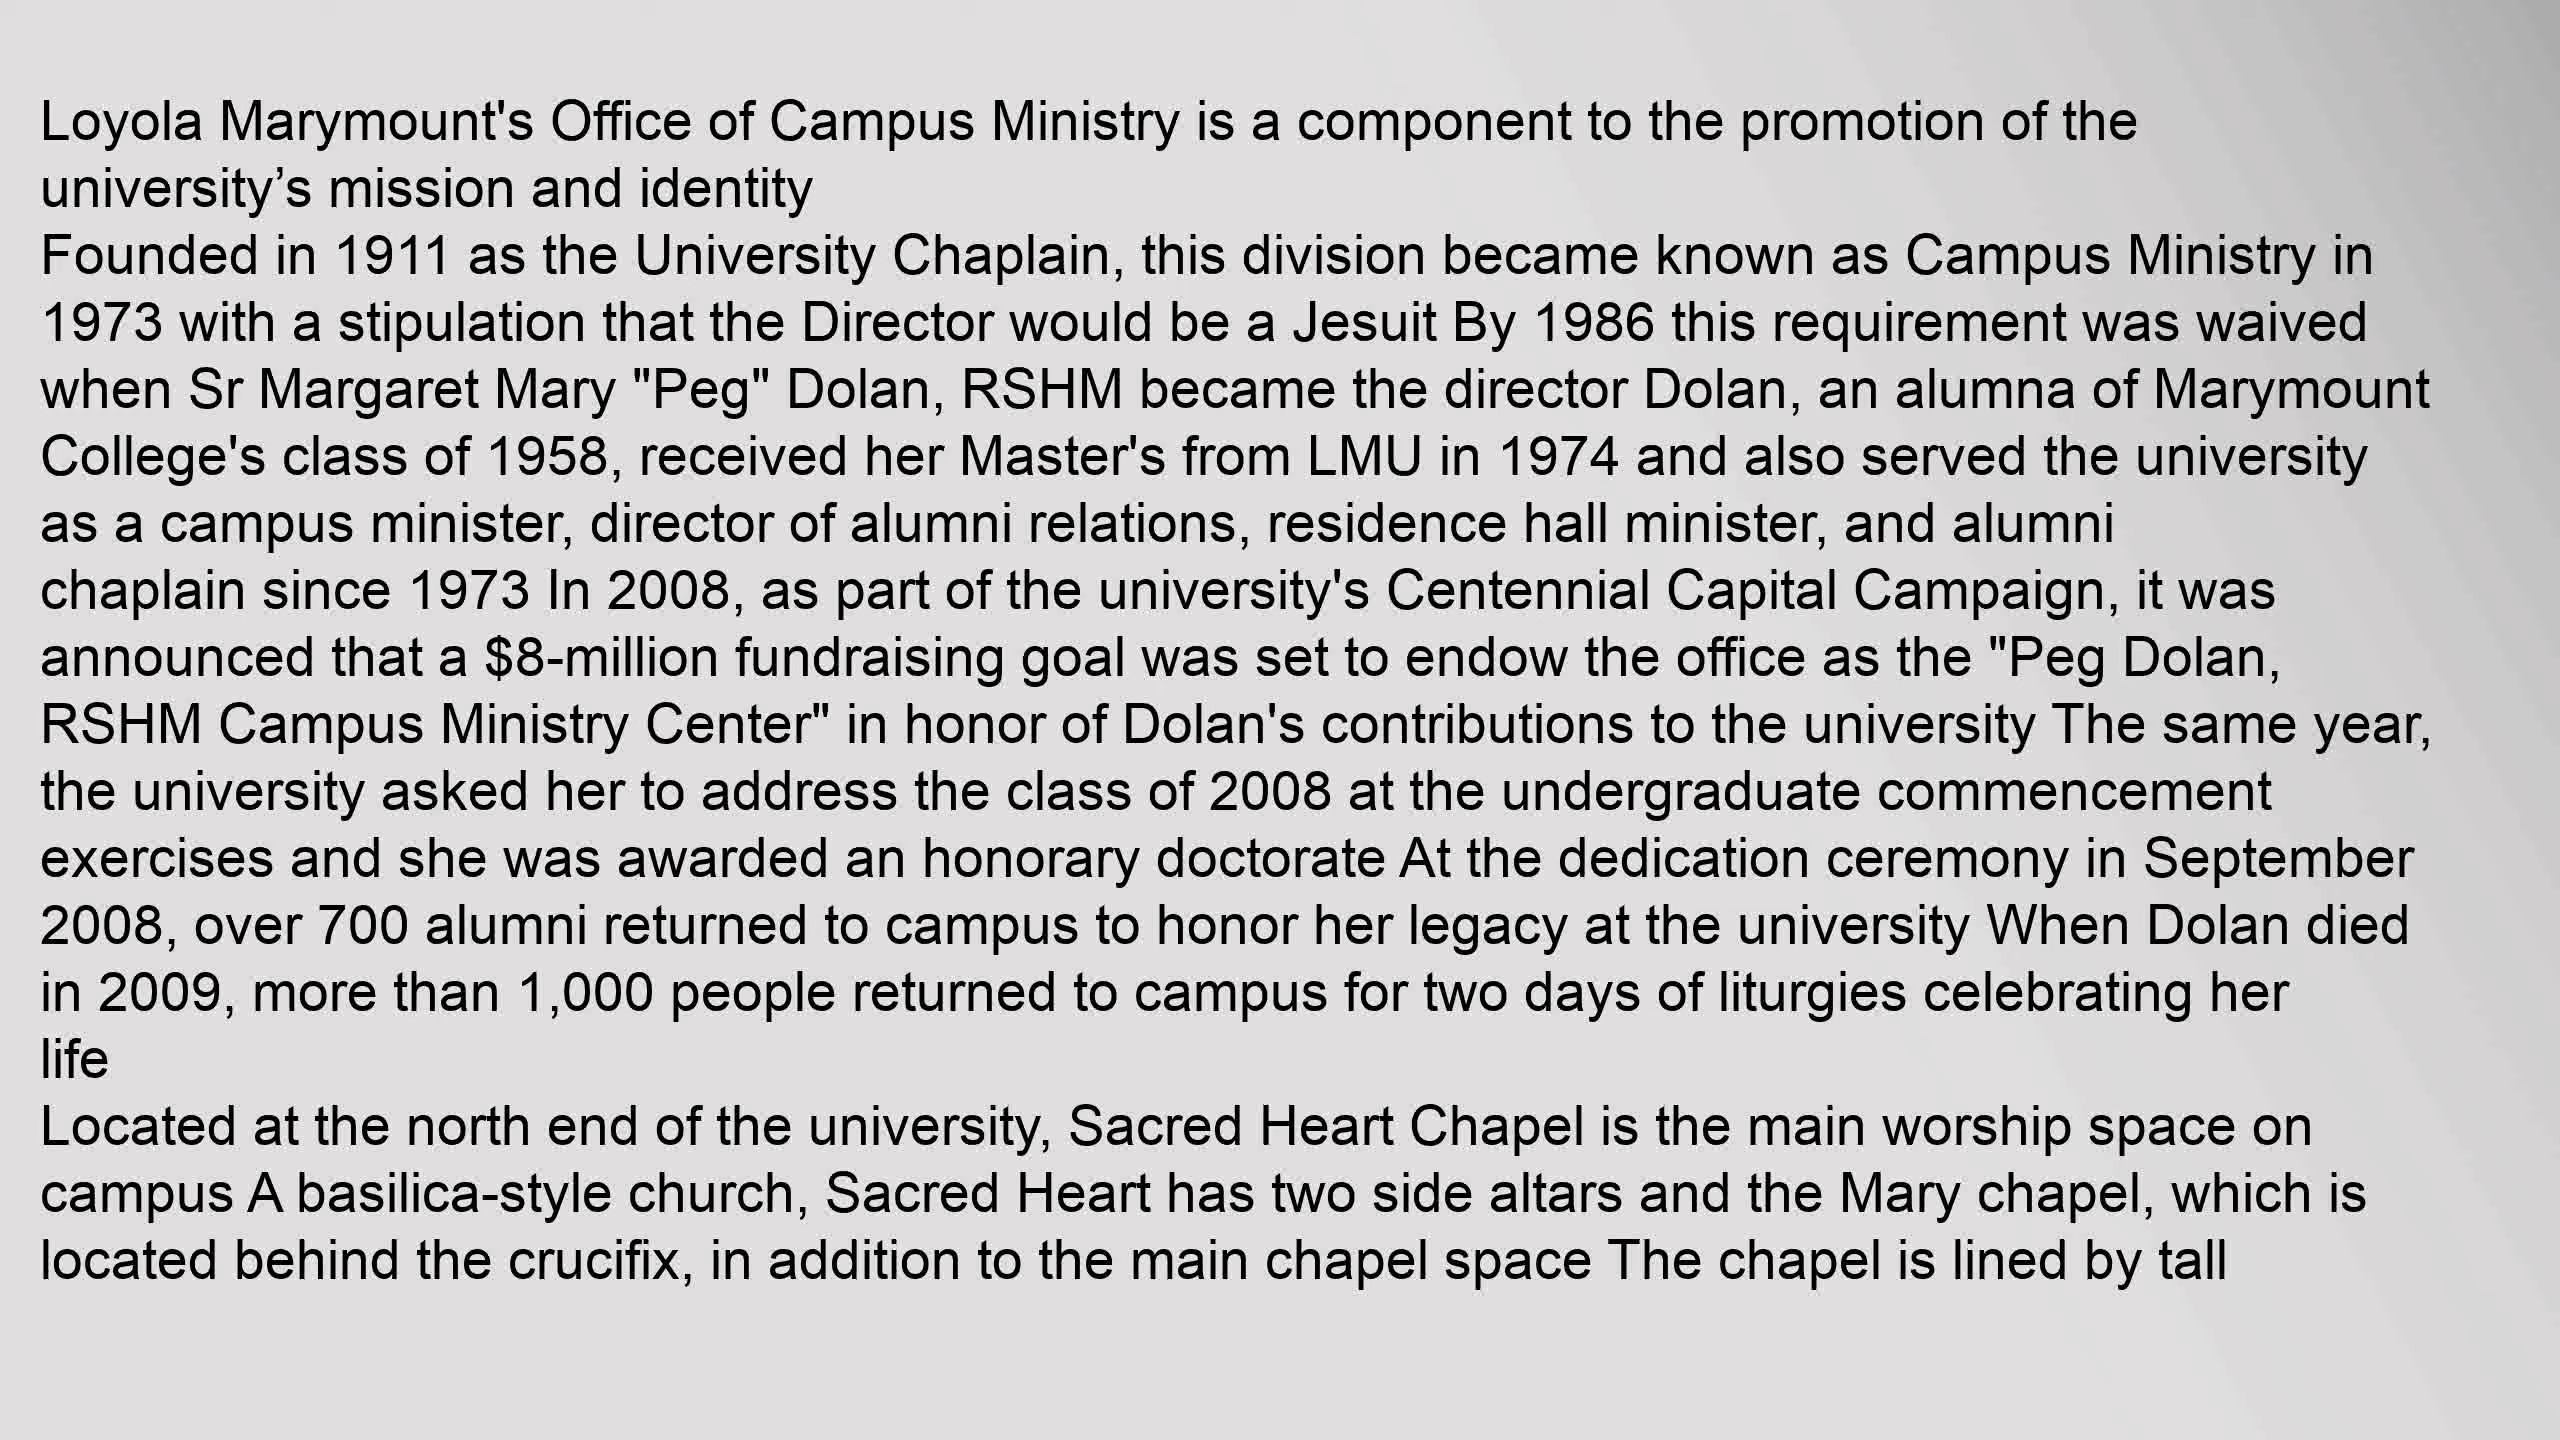 Loyola Marymount's Office of Campus Ministry is a component to the promotion of the
university’s mission and identity
Founded in 1911 as the University Chaplain, this division became known as Campus Ministry in
1973 with a stipulation that the Director would be a Jesuit By 1986 this requirement was waived
when Sr Margaret Mary "Peg" Dolan, RSHM became the director Dolan, an alumna of Marymount
College's class of 1958, received her Master's from LMU in 1974 and also served the university
as a campus minister, director of alumni relations, residence hall minister, and alumni
chaplain since 1973 In 2008, as part of the university's Centennial Capital Campaign, it was
announced that a $8-million fundraising goal was set to endow the office as the "Peg Dolan,
RSHM Campus Ministry Center" in honor of Dolan's contributions to the university The same year,
the university asked her to address the class of 2008 at the undergraduate commencement
exercises and she was awarded an honorary doctorate At the dedication ceremony in September
2008, over 700 alumni returned to campus to honor her legacy at the university When Dolan died
in 2009, more than 1,000 people returned to campus for two days of liturgies celebrating her
life
Located at the north end of the university, Sacred Heart Chapel is the main worship space on
campus A basilica-style church, Sacred Heart has two side altars and the Mary chapel, which is
located behind the crucifix, in addition to the main chapel space The chapel is lined by tall